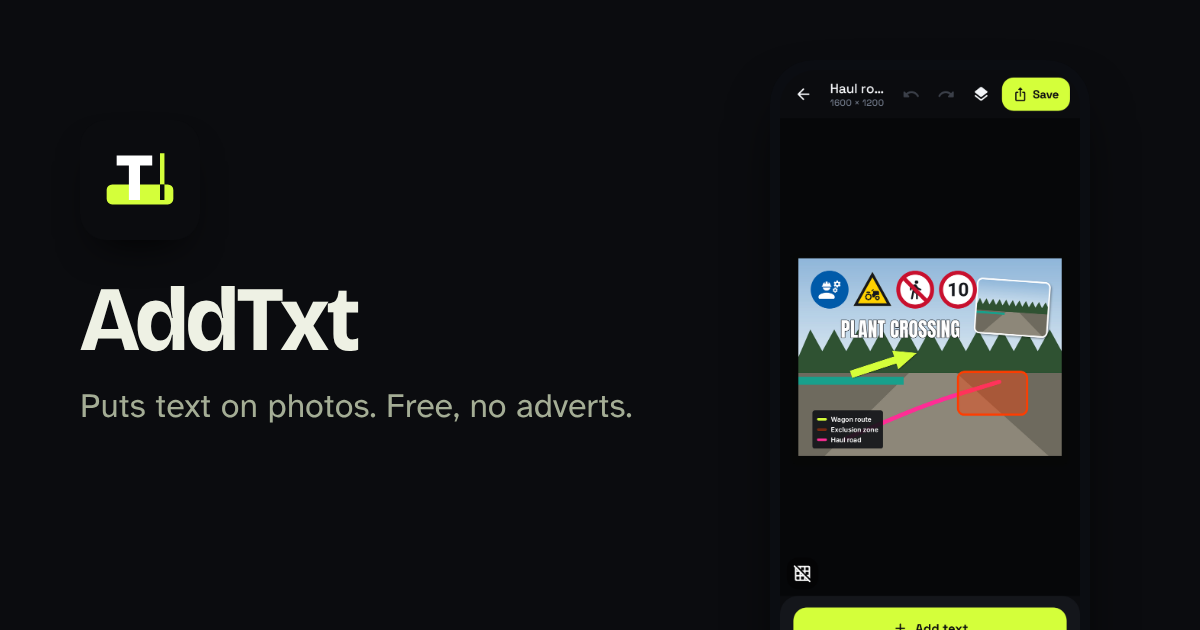 T
AddTxt
Puts text on photos. Free, no adverts.
Haul ro...
1600 × 1200
Save
10
PLANT CROSSING
Wagon route
Exclusion zone
Haul road
+ Add text